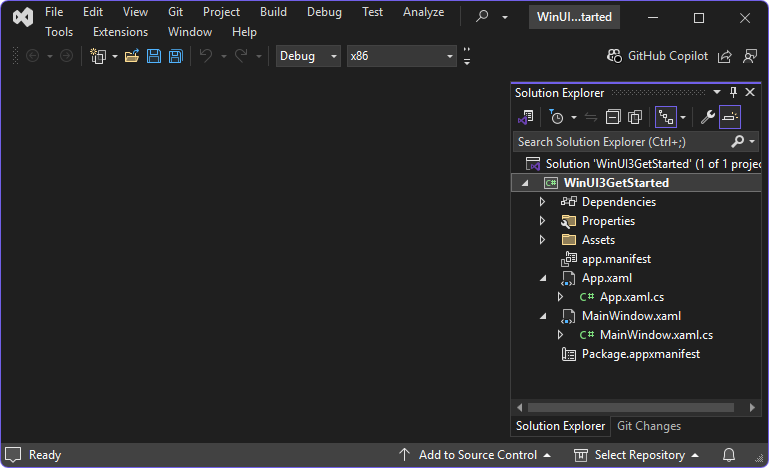 File Edit View Git Project Build Debug Test Analyze WinUI...tarted
Tools Extensions Window Help
Debug x86 GitHub Copilot
Solution Explorer
Search Solution Explorer (Ctrl+;)
Solution 'WinUI3GetStarted' (1 of 1 projec
C# WinUI3GetStarted
Dependencies
Properties
Assets
app.manifest
App.xaml
C# App.xaml.cs
MainWindow.xaml
C# MainWindow.xaml.cs
Package.appxmanifest
Solution Explorer Git Changes
Ready Add to Source Control Select Repository